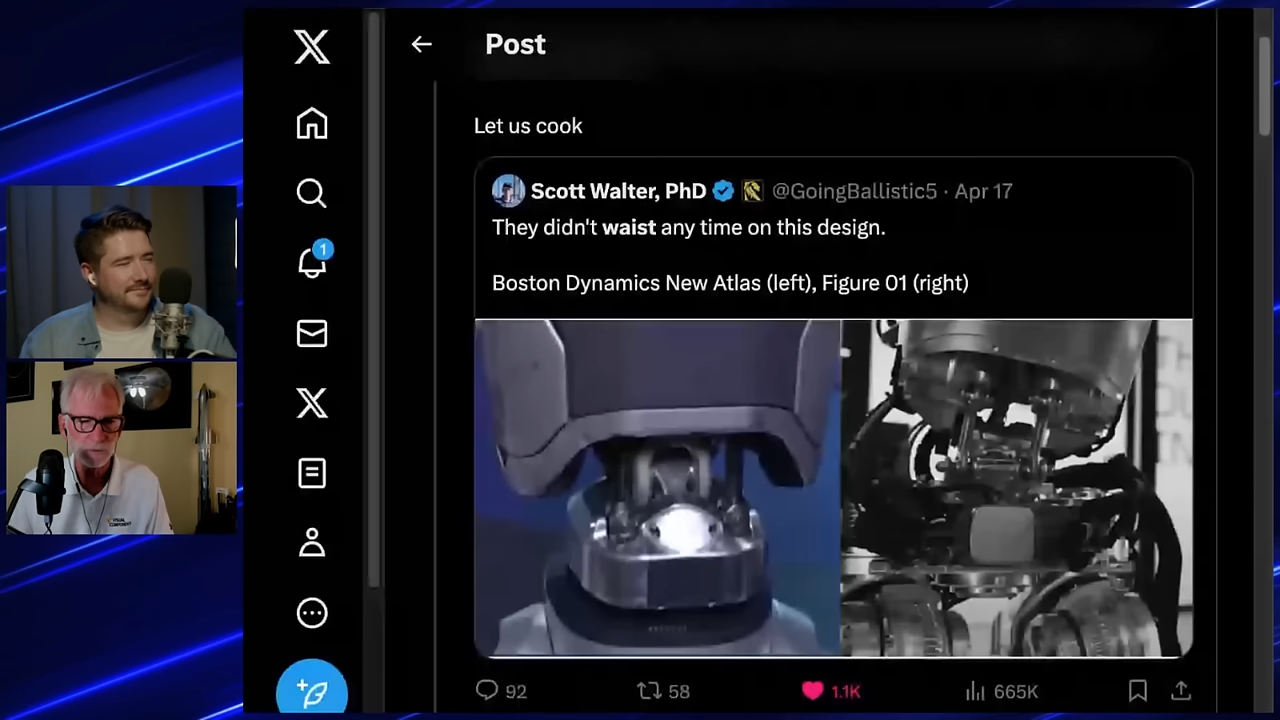 Post
Let us cook
Scott Walter, PhD @GoingBallistic5 · Apr 17
They didn't waist any time on this design.
Boston Dynamics New Atlas (left), Figure 01 (right)
1
92 58 1.1K 665K